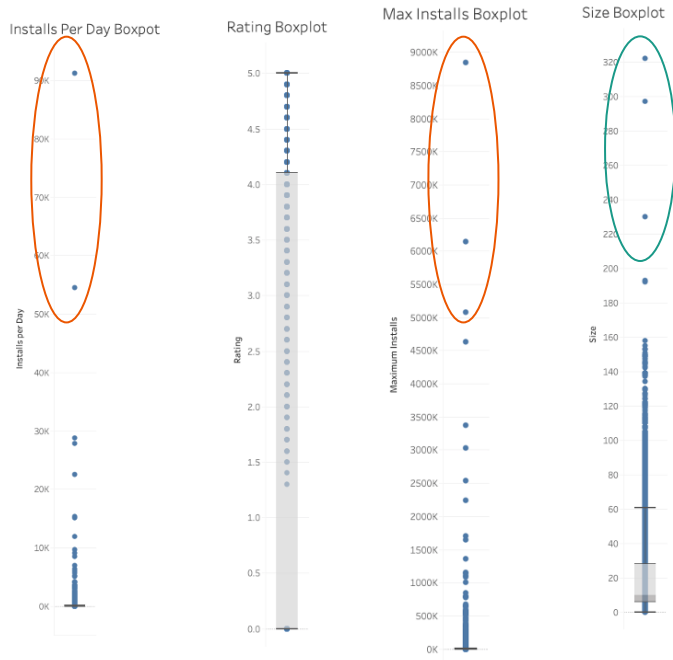 Installs Per Day Boxpot
90K
80K
70K
60K
50K
40K
30K
20K
10K
0K
Installs per Day
Rating Boxplot
5.0
4.5
4.0
3.5
3.0
2.5
2.0
1.5
1.0
0.5
0.0
Rating
Max Installs Boxplot
9000K
8500K
8000K
7500K
7000K
6500K
6000K
5500K
5000K
4500K
4000K
3500K
3000K
2500K
2000K
1500K
1000K
500K
0K
Maximum Installs
Size Boxplot
320
300
280
260
240
220
200
180
160
140
120
100
80
60
40
20
0
Size